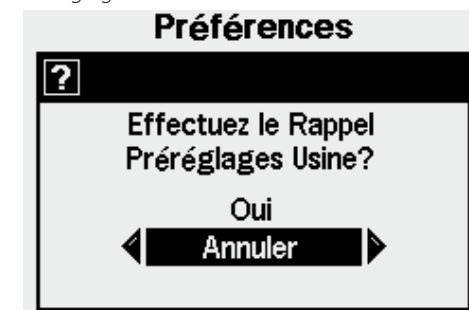 Préférences
?
Effectuez le Rappel
Préréglages Usine?
Oui
Annuler